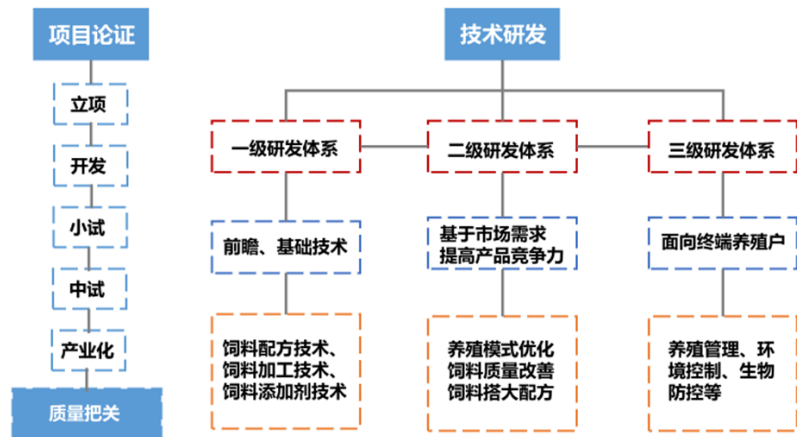 项目论证
立项
开发
小试
中试
产业化
质量把关
技术研发
一级研发体系
二级研发体系
三级研发体系
前瞻、基础技术
基于市场需求
提高产品竞争力
面向终端养殖户
饲料配方技术、
饲料加工技术、
饲料添加剂技术
养殖模式优化
饲料质量改善
饲料搭大配方
养殖管理、环
境控制、生物
防控等